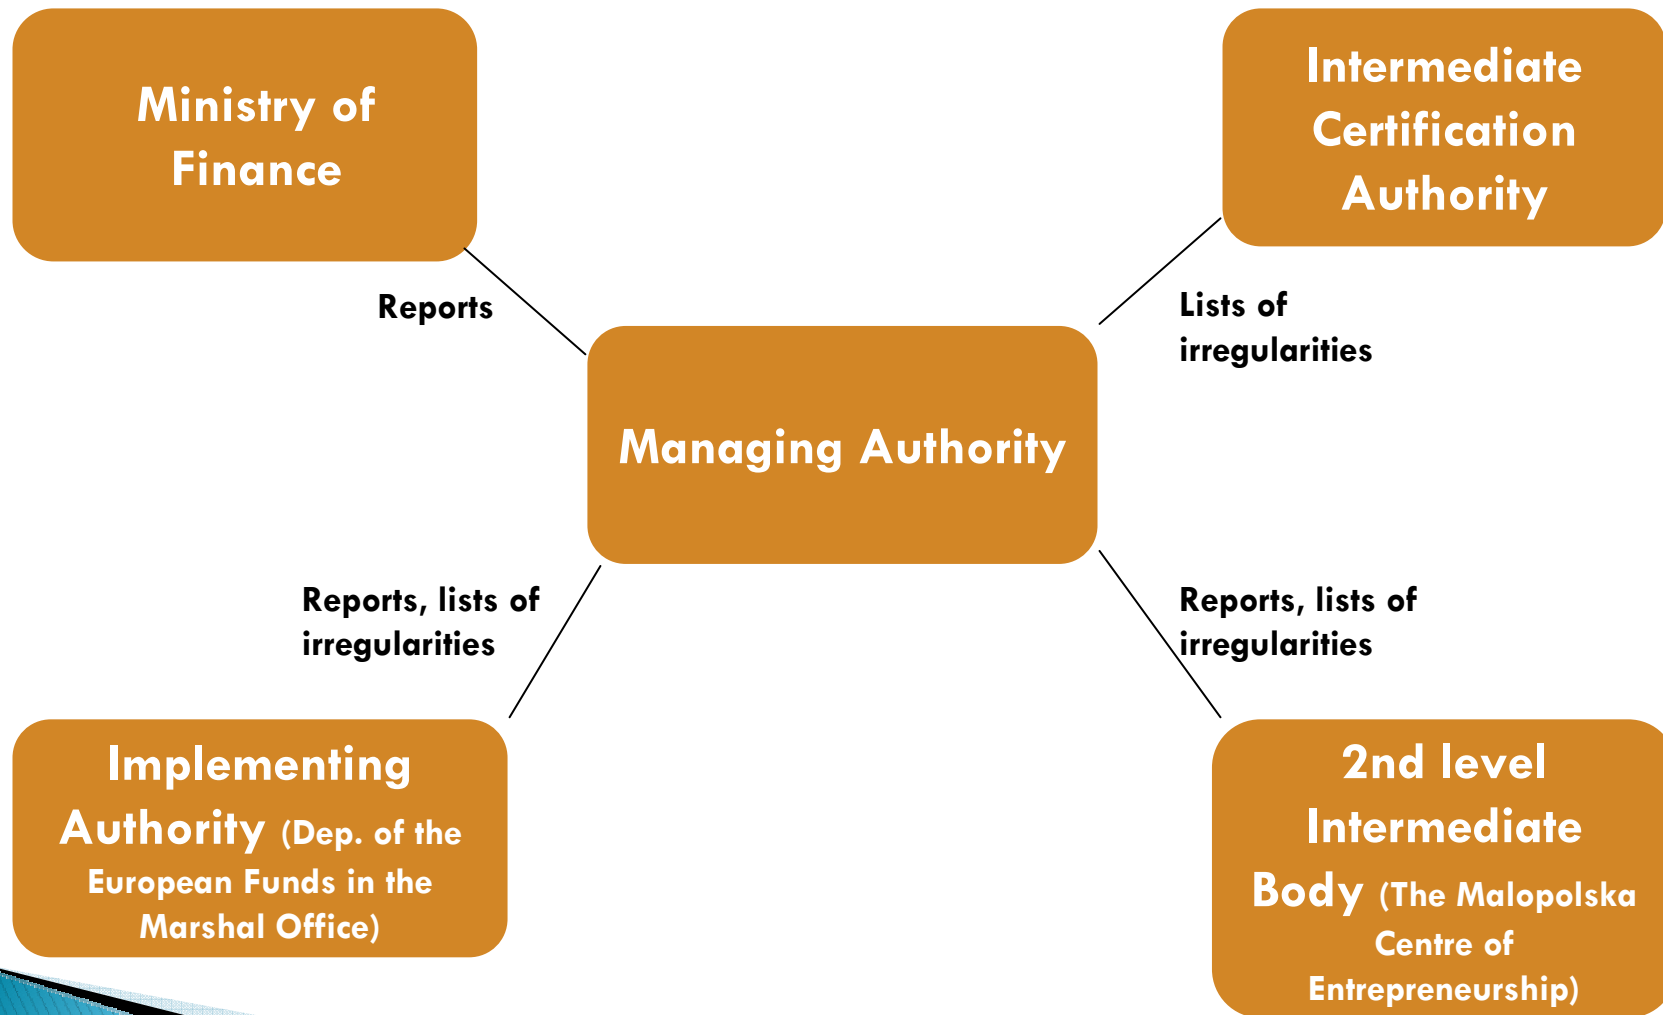 Ministry of
Finance
Intermediate
Certification
Authority
Reports
Lists of
irregularities
Managing Authority
Reports, lists of
irregularities
Reports, lists of
irregularities
Implementing
Authority (Dep. of the
European Funds in the
Marshal Office)
2nd level
Intermediate
Body (The Malopolska
Centre of
Entrepreneurship)